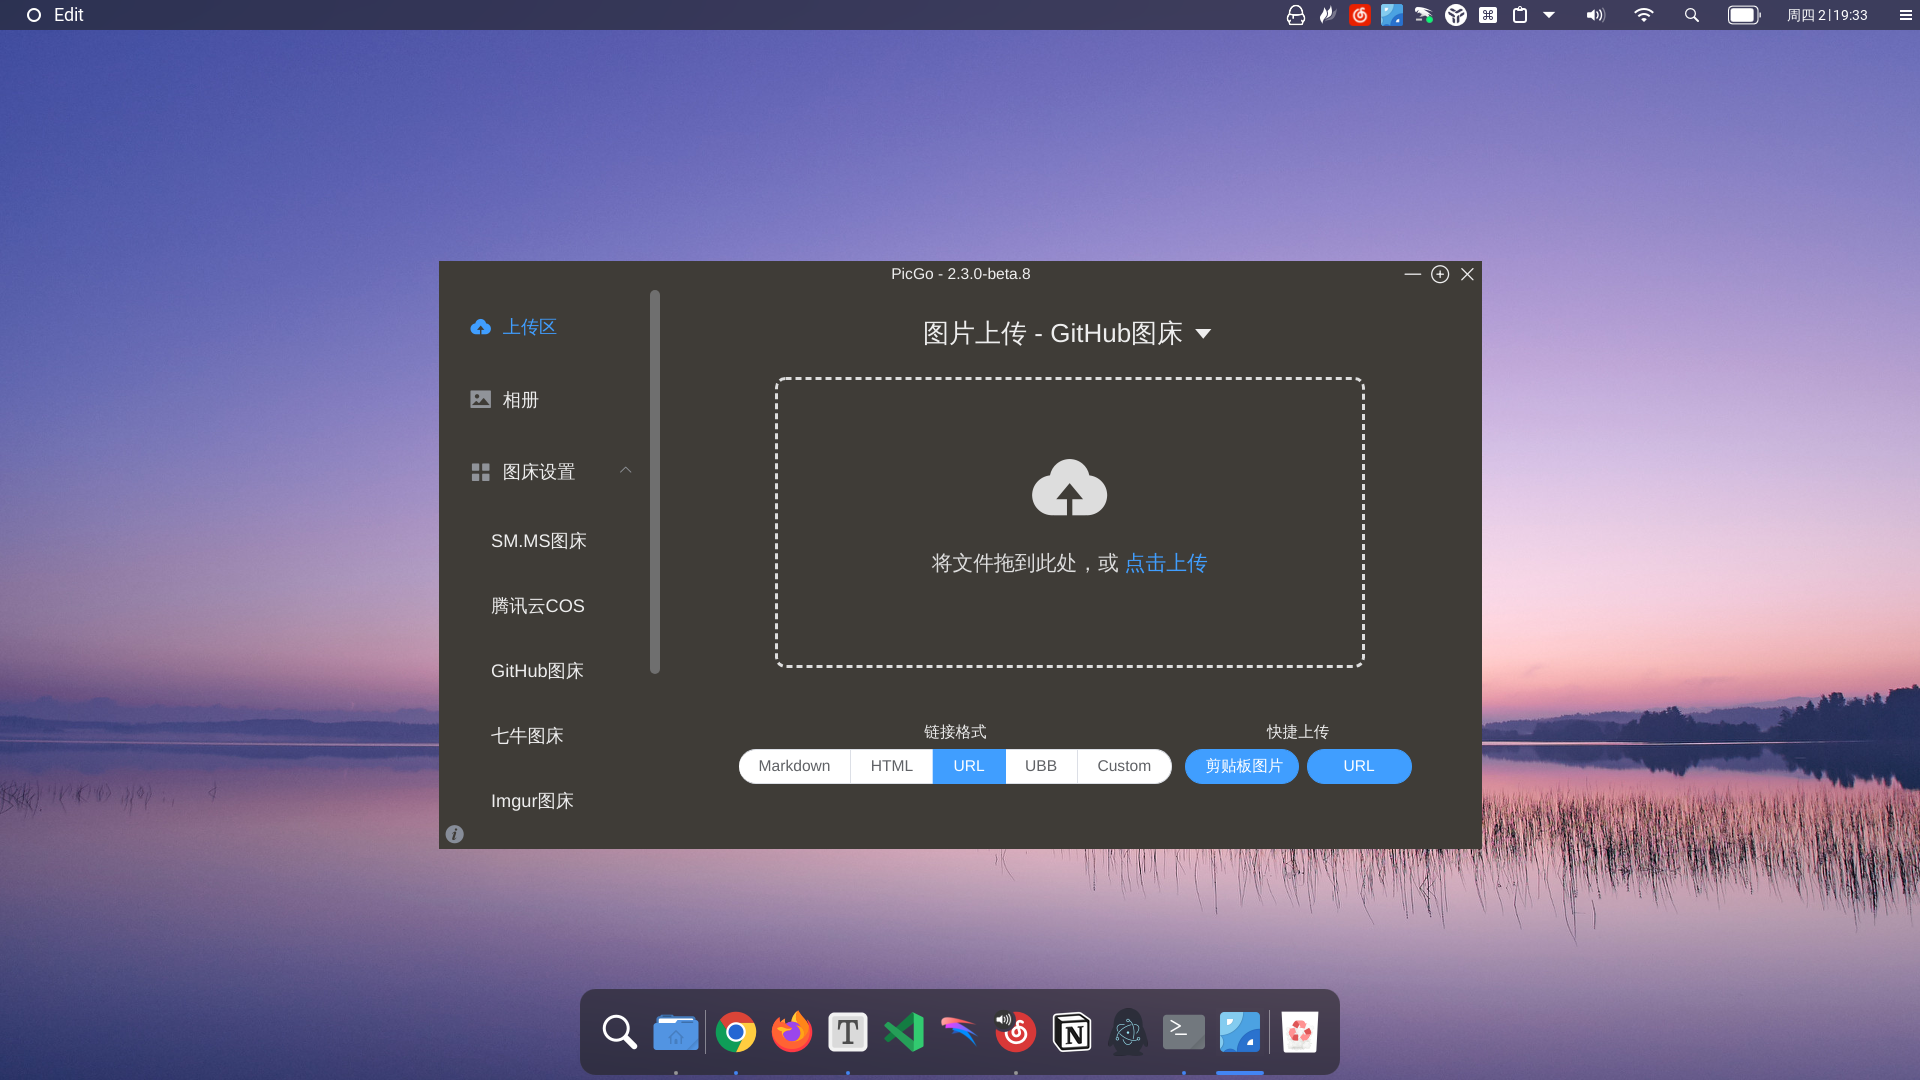 Edit
周四 2|19:33
PicGo - 2.3.0-beta.8
上传区
相册
图床设置
SM.MS图床
腾讯云COS
GitHub图床
七牛图床
Imgur图床
图片上传 - GitHub图床
将文件拖到此处，或 点击上传
链接格式
快捷上传
Markdown HTML URL UBB Custom
剪贴板图片 URL